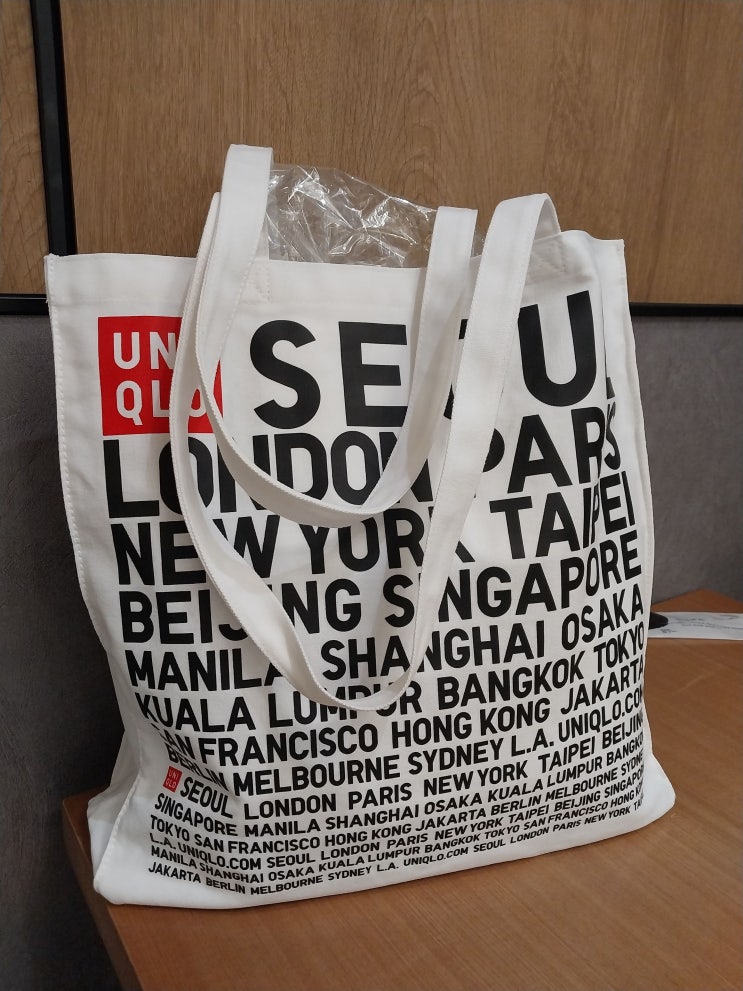 UNI
QLO
SEOUL
LONDON PARIS
NEW YORK TAIPEI
BEIJING SINGAPORE
MANILA SHANGHAI OSAKA
KUALA LUMPUR BANGKOK TOKYO
SAN FRANCISCO HONG KONG JAKARTA
BERLIN MELBOURNE SYDNEY L.A. UNIQLO.COM
UNI
QLO
SEOUL LONDON PARIS NEW YORK TAIPEI BEIJING
SINGAPORE MANILA SHANGHAI OSAKA KUALA LUMPUR BANGKOK
TOKYO SAN FRANCISCO HONG KONG JAKARTA BERLIN MELBOURNE SYDNEY
L.A. UNIQLO.COM SEOUL LONDON PARIS NEW YORK TAIPEI BEIJING SINGAPORE
MANILA SHANGHAI OSAKA KUALA LUMPUR BANGKOK TOKYO SAN FRANCISCO HONG
JAKARTA BERLIN MELBOURNE SYDNEY L.A. UNIQLO.COM SEOUL LONDON PARIS NEW YORK